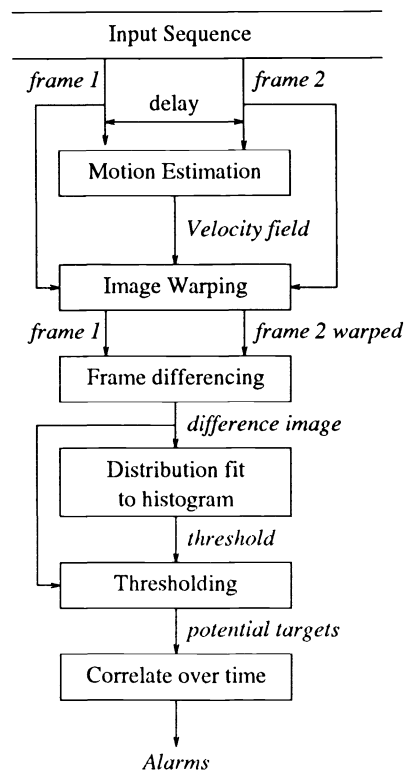 Input Sequence
frame 1
frame 2
delay
Motion Estimation
Velocity field
Image Warping
frame 1
frame 2 warped
Frame differencing
difference image
Distribution fit
to histogram
threshold
Thresholding
potential targets
Correlate over time
Alarms